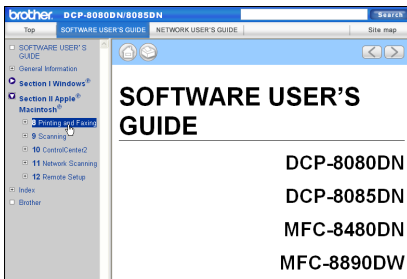 brother. DCP-8080DN/8085DN
Search
Top SOFTWARE USER'S GUIDE NETWORK USER'S GUIDE Site map
SOFTWARE USER'S
GUIDE
General Information
Section I Windows®
Section II Apple®
Macintosh®
8 Printing and Faxing
9 Scanning
10 ControlCenter2
11 Network Scanning
12 Remote Setup
Index
Brother
SOFTWARE USER'S
GUIDE
DCP-8080DN
DCP-8085DN
MFC-8480DN
MFC-8890DW